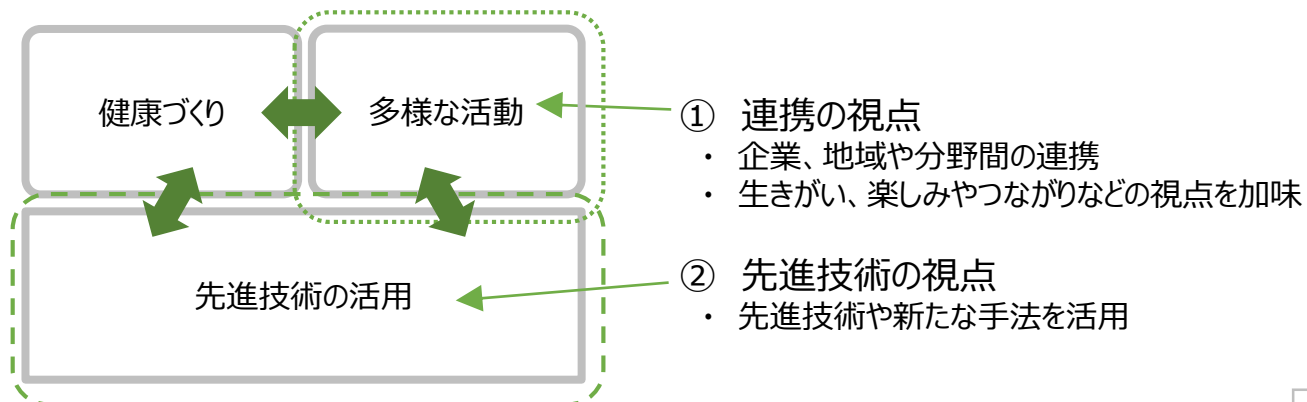 健康づくり
多様な活動
先進技術の活用
① 連携の視点
・ 企業、地域や分野間の連携
・ 生きがい、楽しみやつながりなどの視点を加味
② 先進技術の視点
・ 先進技術や新たな手法を活用